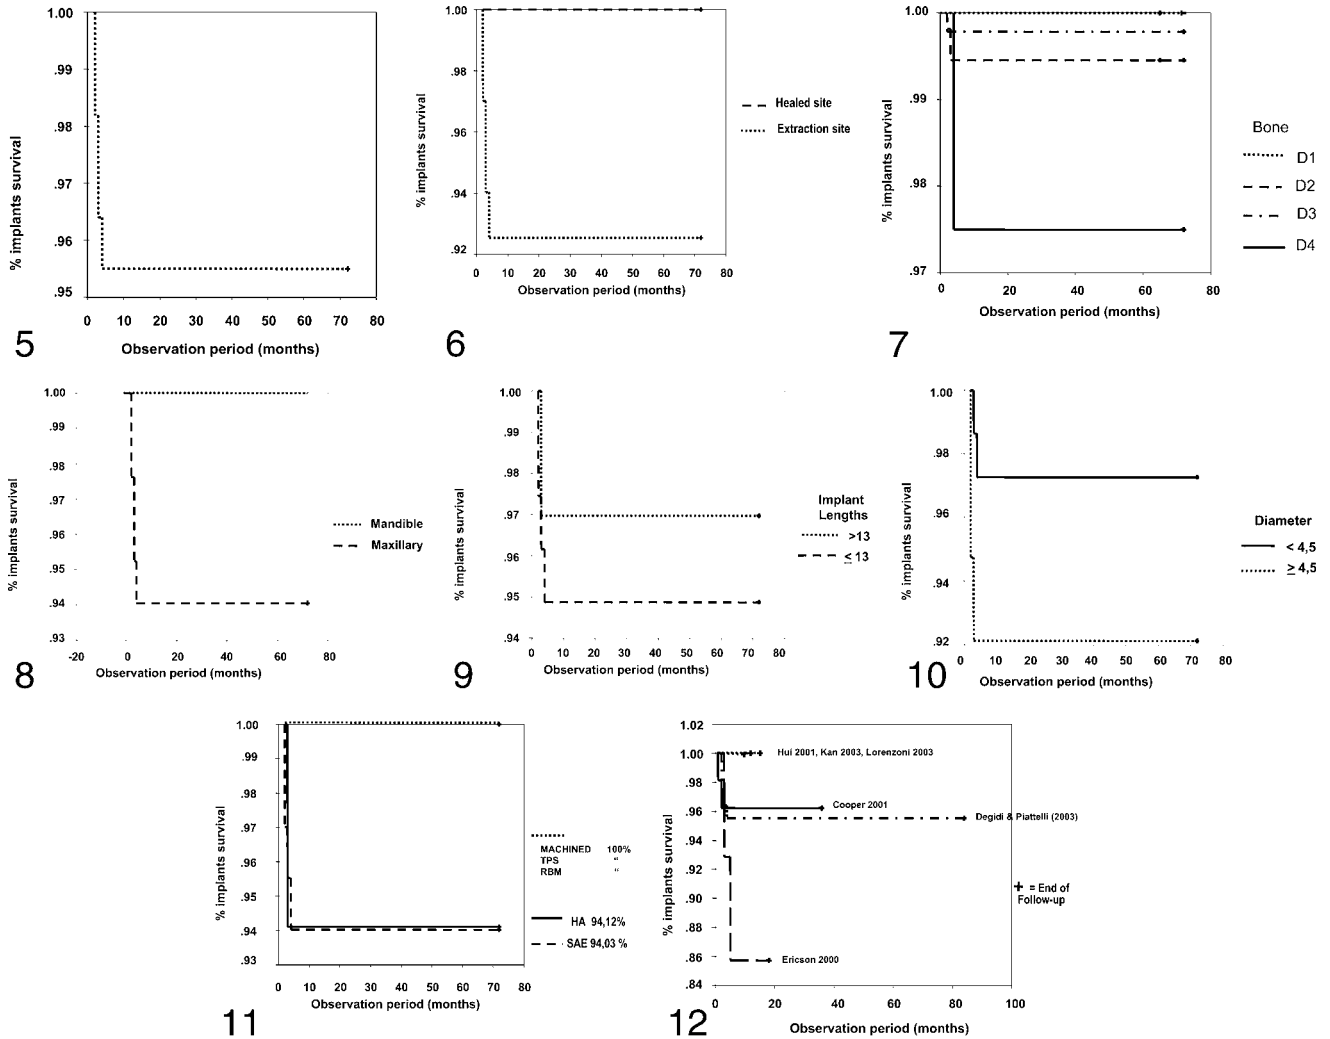 1.00
.99
.98
.97
.96
.95
% implants survival
0 10 20 30 40 50 60 70 80
Observation period (months)
5
1.00
.98
.96
.94
.92
% implants survival
0 10 20 30 40 50 60 70 80
Observation period (months)
6
Healed site
Extraction site
1.00
.99
.98
.97
% implants survival
0 20 40 60 80
Observation period (months)
7
Bone
D1
D2
D3
D4
1.00
.99
.98
.97
.96
.95
.94
.93
% implants survival
-20 0 20 40 60 80
Observation period (months)
8
Mandible
Maxillary
1.00
.99
.98
.97
.96
.95
.94
% implants survival
0 10 20 30 40 50 60 70 80
Observation period (months)
9
Implant
Lengths
>13
≤ 13
1.00
.98
.96
.94
.92
% implants survival
0 10 20 30 40 50 60 70 80
Observation period (months)
10
Diameter
< 4,5
≥ 4,5
1.00
.99
.98
.97
.96
.95
.94
.93
% implants survival
0 10 20 30 40 50 60 70 80
Observation period (months)
11
MACHINED 100%
TPS “
RBM “
HA 94,12%
SAE 94,03 %
1.02
1.00
.98
.96
.94
.92
.90
.88
.86
.84
% implants survival
0 20 40 60 80 100
Observation period (months)
12
Hui 2001, Kan 2003, Lorenzoni 2003
Cooper 2001
Degidi & Piattelli (2003)
Ericson 2000
+ = End of
Follow-up